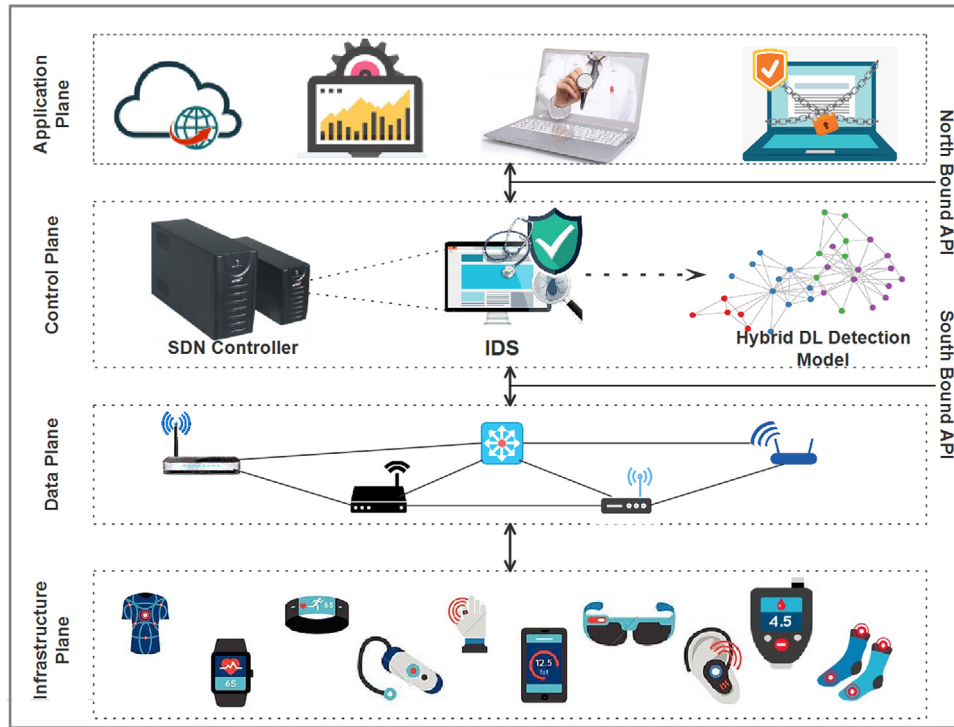 Application
Plane
North Bound API
Control Plane
SDN Controller
IDS
Hybrid DL Detection
Model
South Bound API
Data Plane
Infrastructure
Plane
65
65
12.5
4.5